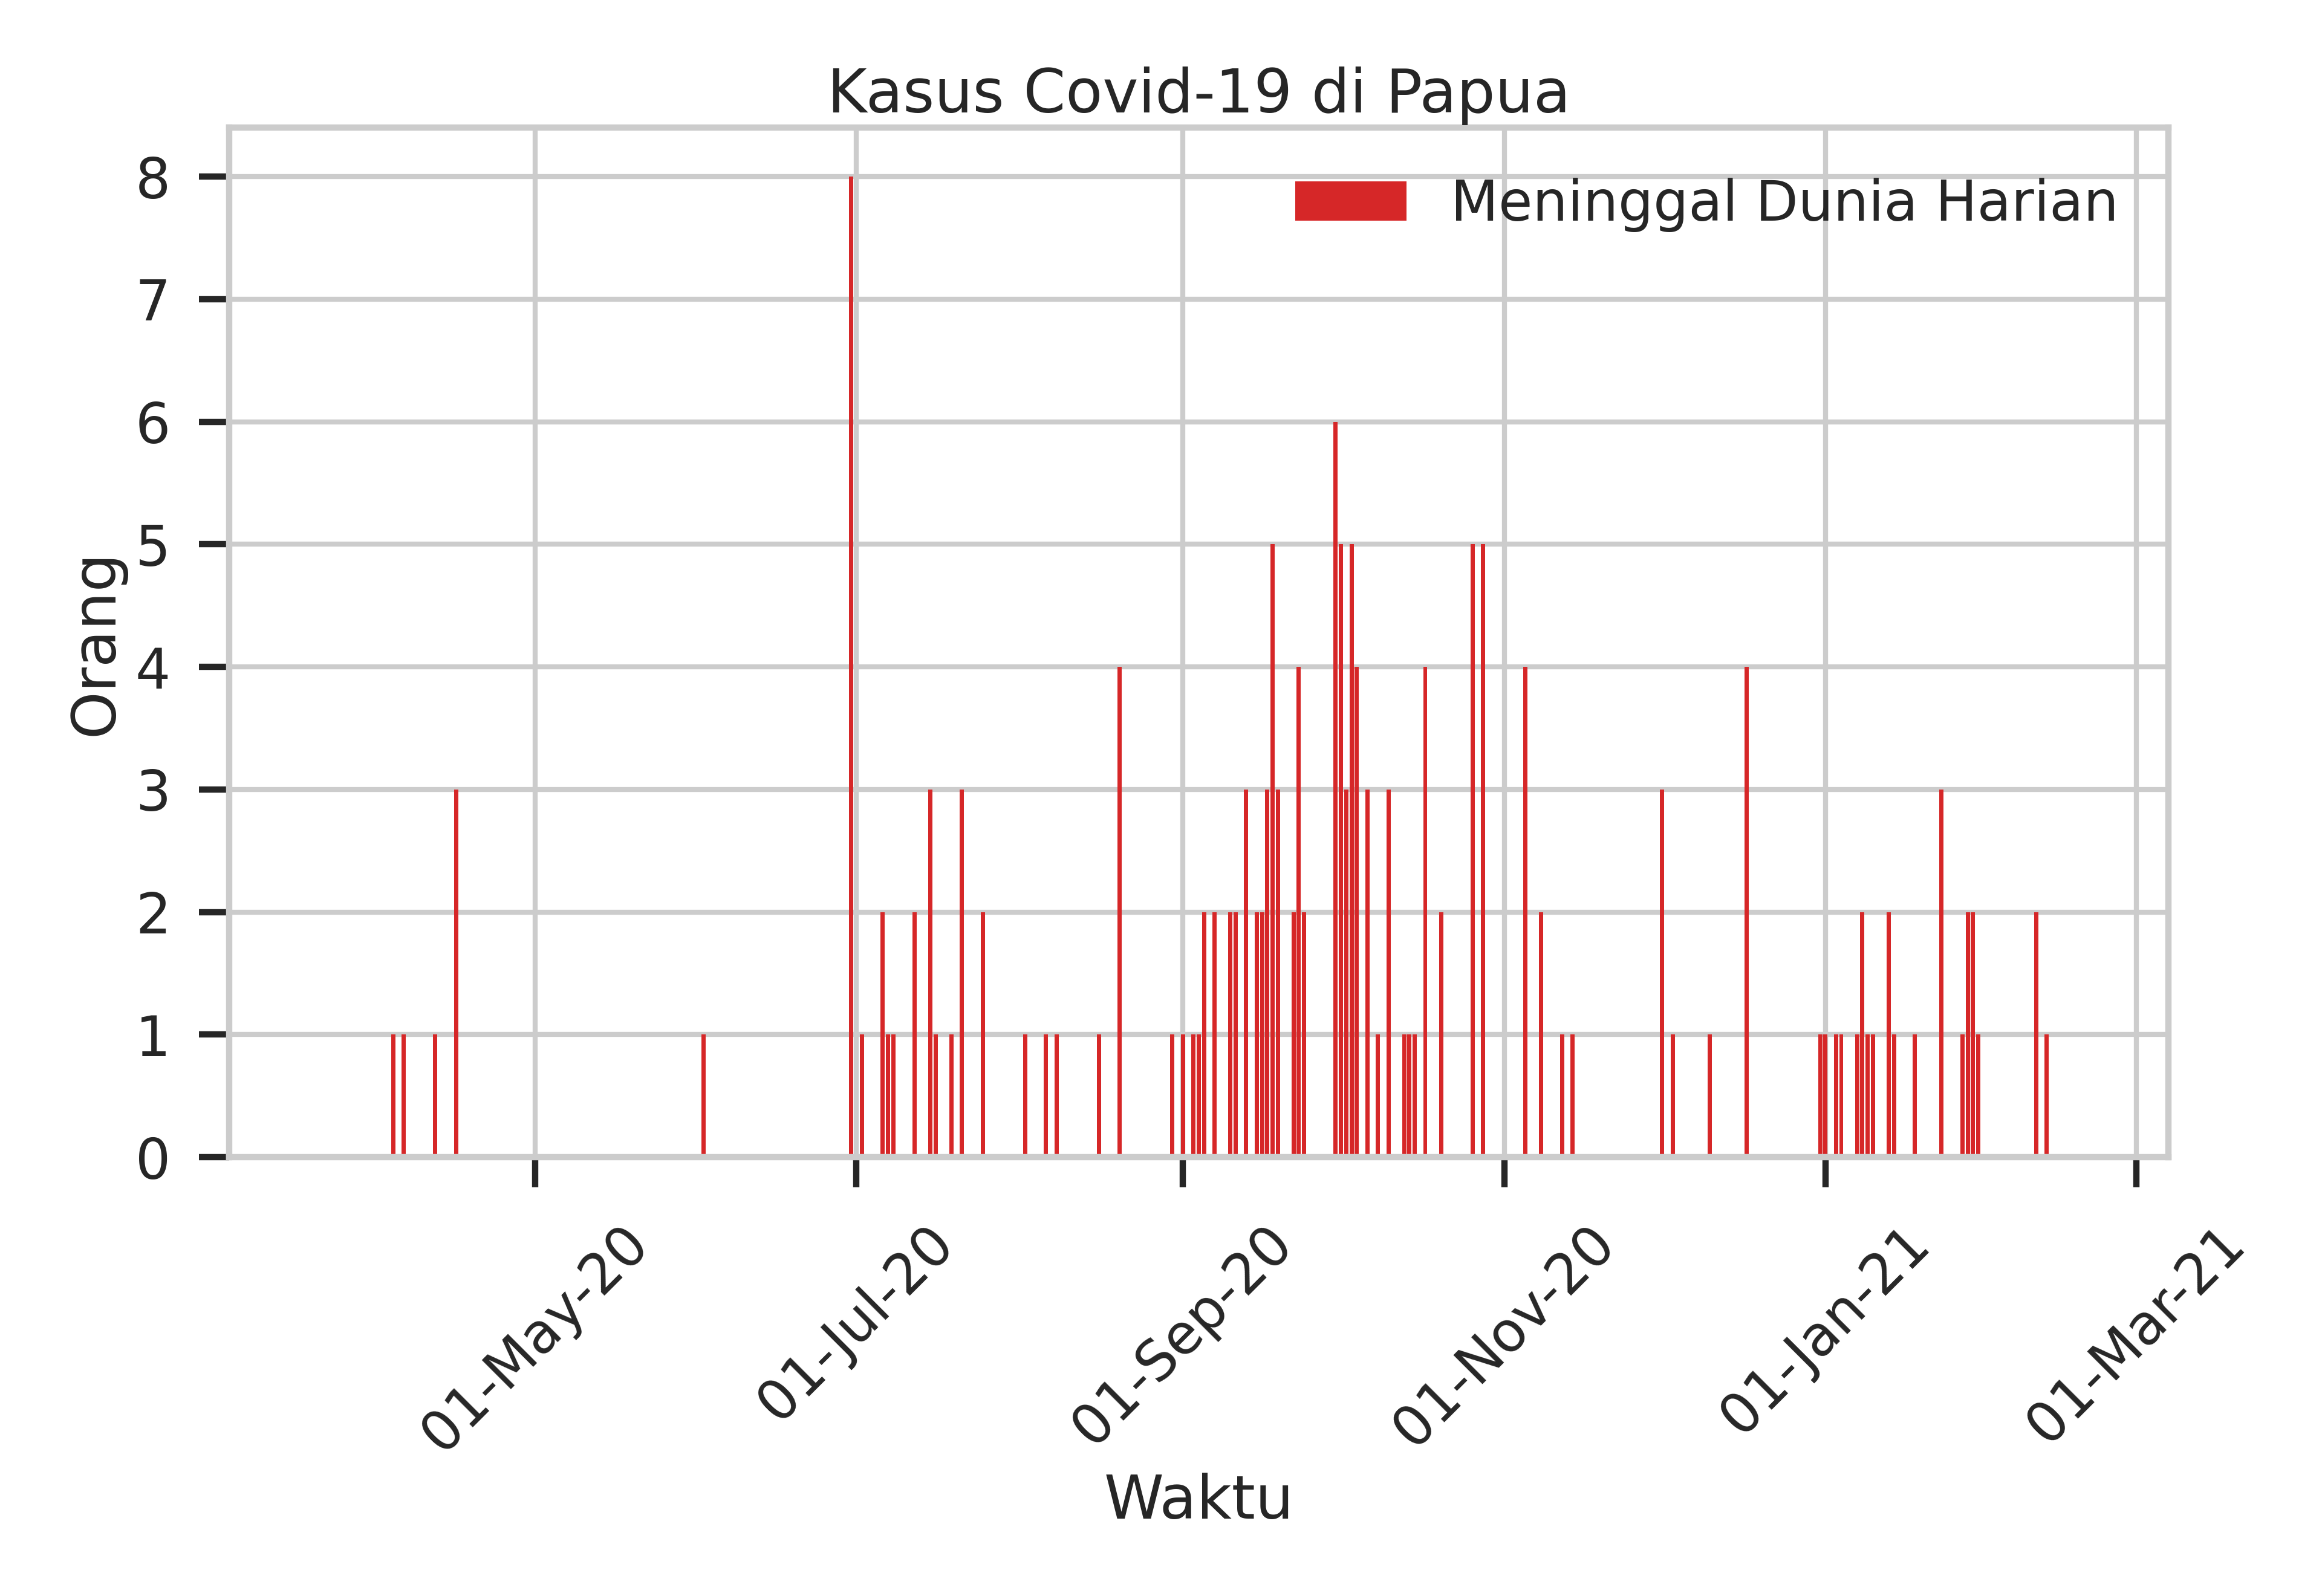 Kasus Covid-19 di Papua
Meninggal Dunia Harian
8
7
6
5
4
3
2
1
0
Orang
01-May-20
01-Jul-20
01-Sep-20
01-Nov-20
01-Jan-21
01-Mar-21
Waktu